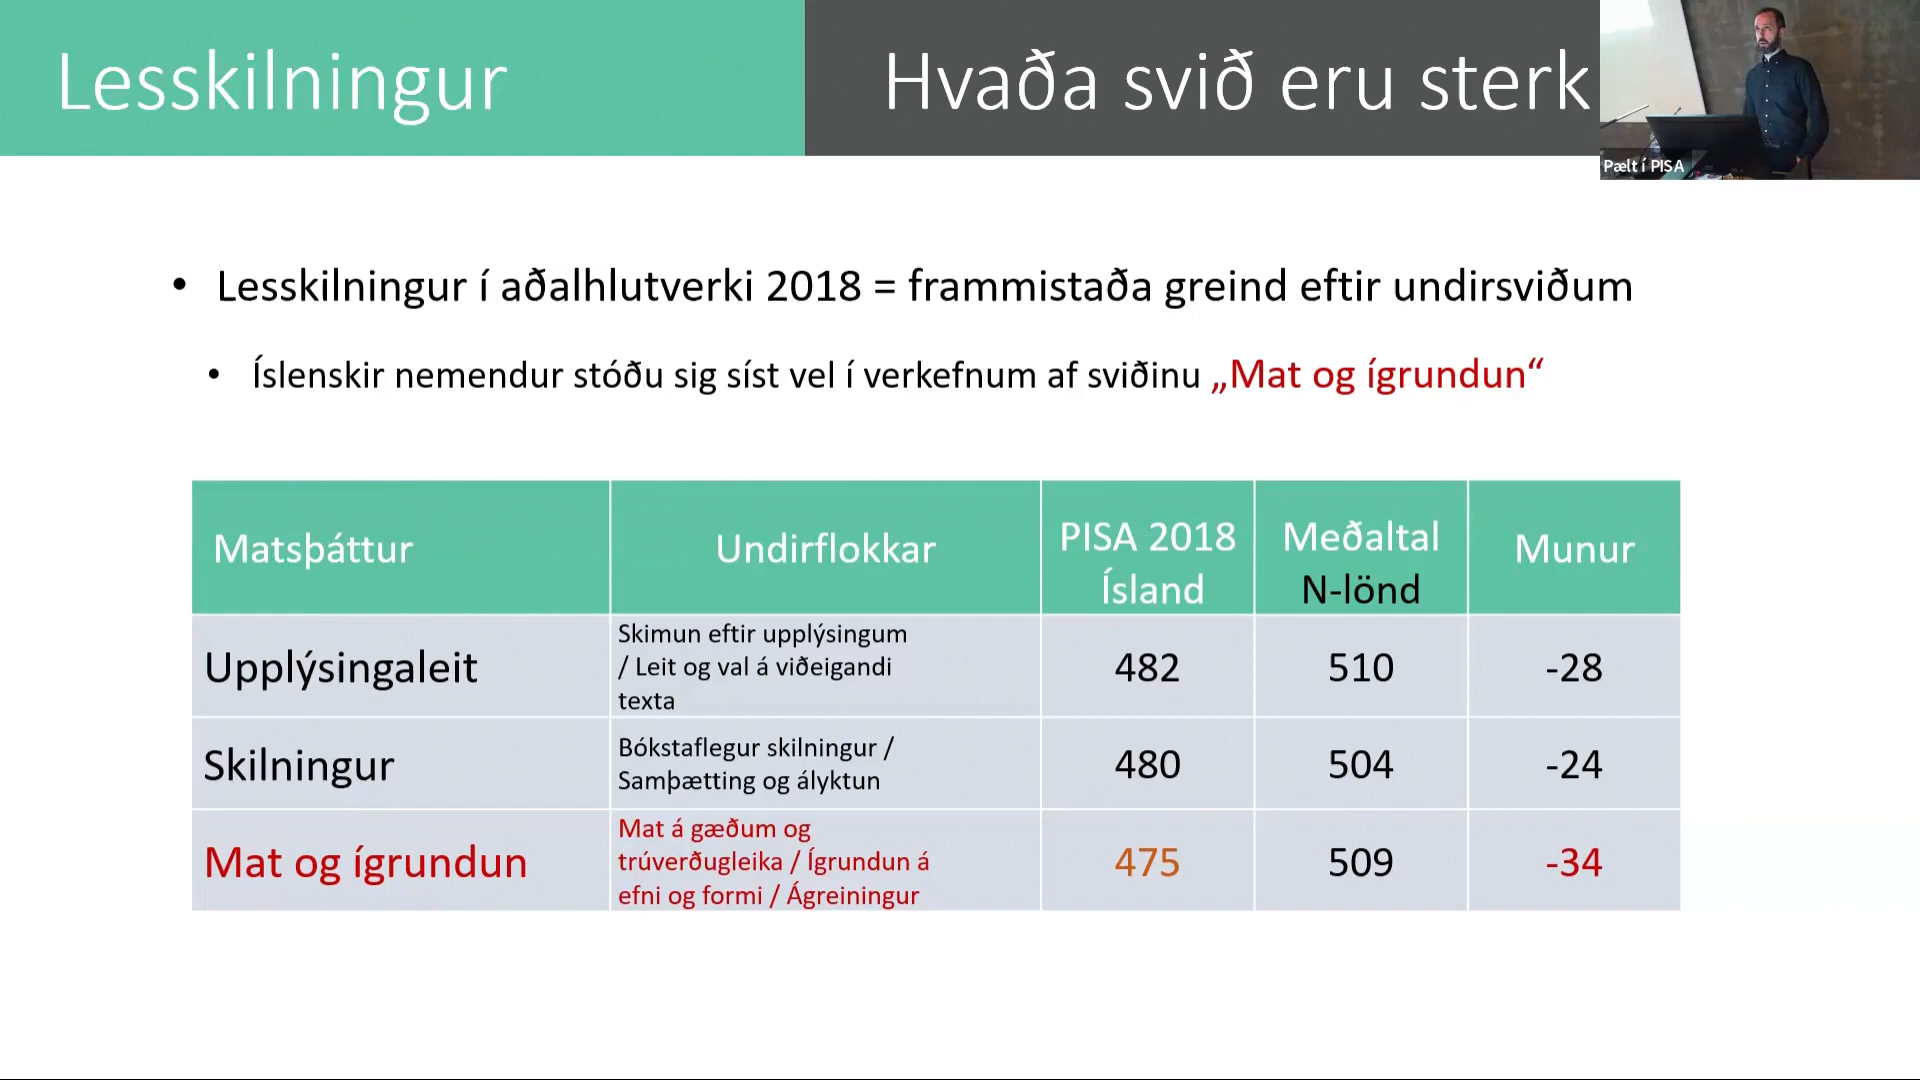 Lesskilningur
Hvaða svið eru sterk
Pælt í PISA
• Lesskilningur í aðalhlutverki 2018 = frammistaða greind eftir undirsviðum
• Íslenskir nemendur stóðu sig síst vel í verkefnum af sviðinu „Mat og ígrundun“
Matsþáttur
Undirflokkar
PISA 2018
Ísland
Meðaltal
N-lönd
Munur
Upplýsingaleit
Skimun eftir upplýsingum
/ Leit og val á viðeigandi
texta
482
510
-28
Skilningur
Bókstaflegur skilningur /
Samþætting og ályktun
480
504
-24
Mat og ígrundun
Mat á gæðum og
trúverðugleika / Ígrundun á
efni og formi / Ágreiningur
475
509
-34